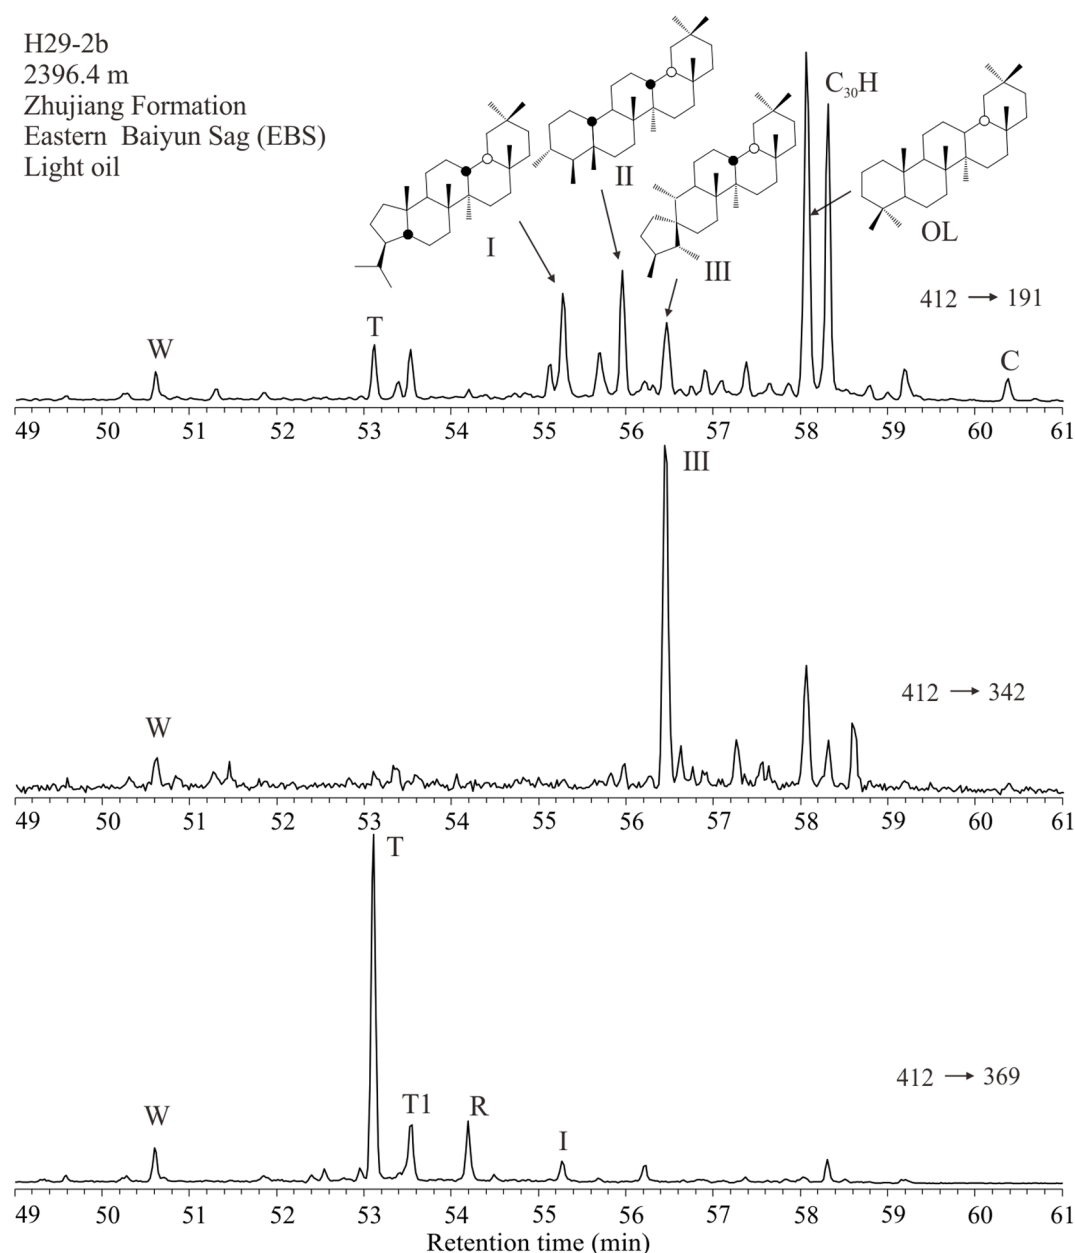 H29-2b
2396.4 m
Zhujiang Formation
Eastern Baiyun Sag (EBS)
Light oil
I
II
III
C₃₀H
OL
412 → 191
W
T
C
49 50 51 52 53 54 55 56 57 58 59 60 61
III
412 → 342
W
49 50 51 52 53 54 55 56 57 58 59 60 61
T
412 → 369
W
T1
R
I
49 50 51 52 53 54 55 56 57 58 59 60 61
Retention time (min)